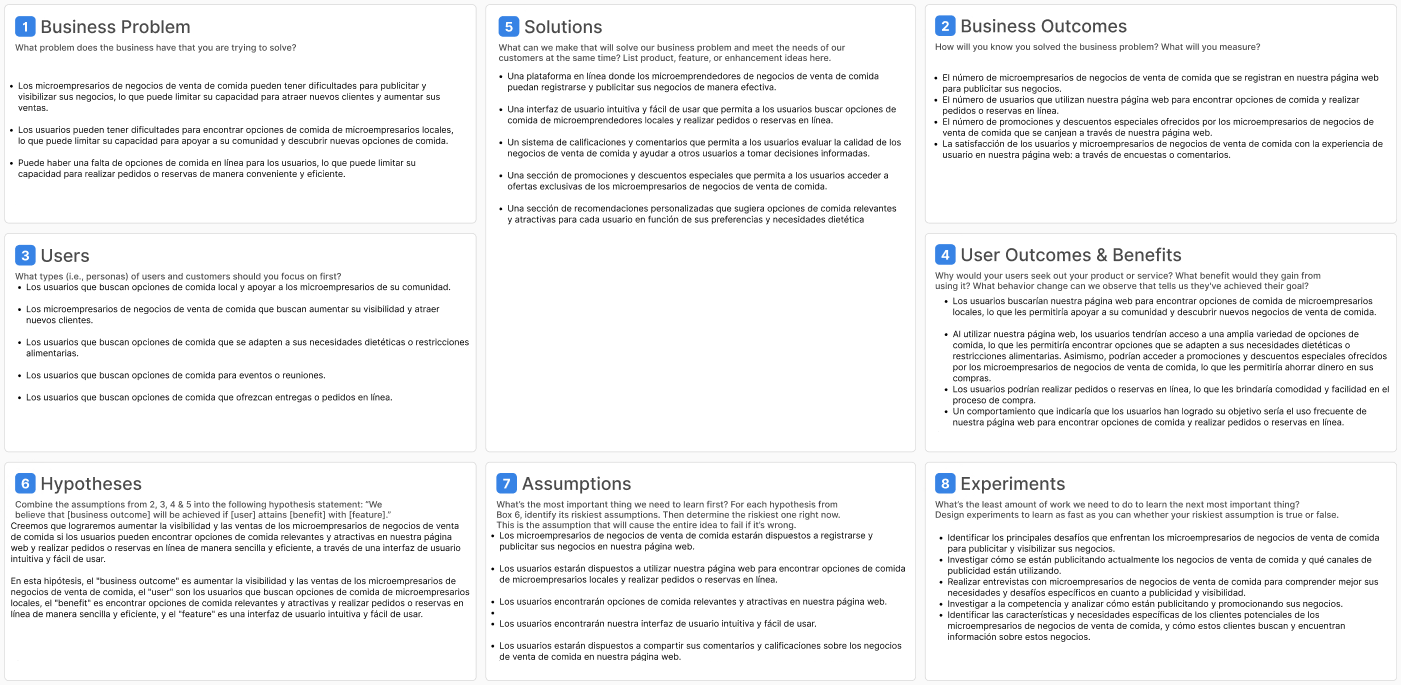 1 Business Problem
What problem does the business have that you are trying to solve?
• Los microempresarios de negocios de venta de comida pueden tener dificultades para publicitar y
visibilizar sus negocios, lo que puede limitar su capacidad para atraer nuevos clientes y aumentar sus
ventas.
• Los usuarios pueden tener dificultades para encontrar opciones de comida de microempresarios locales,
lo que puede limitar su capacidad para apoyar a su comunidad y descubrir nuevas opciones de comida.
• Puede haber una falta de opciones de comida en línea para los usuarios, lo que puede limitar su
capacidad para realizar pedidos o reservas de manera conveniente y eficiente.
5 Solutions
What can we make that will solve our business problem and meet the needs of our
customers at the same time? List product, feature, or enhancement ideas here.
• Una plataforma en línea donde los microemprendedores de negocios de venta de comida
puedan registrarse y publicitar sus negocios de manera efectiva.
• Una interfaz de usuario intuitiva y fácil de usar que permita a los usuarios buscar opciones de
comida de microemprendedores locales y realizar pedidos o reservas en línea.
• Un sistema de calificaciones y comentarios que permita a los usuarios evaluar la calidad de los
negocios de venta de comida y ayudar a otros usuarios a tomar decisiones informadas.
• Una sección de promociones y descuentos especiales que permita a los usuarios acceder a
ofertas exclusivas de los microempresarios de negocios de venta de comida.
• Una sección de recomendaciones personalizadas que sugiera opciones de comida relevantes
y atractivas para cada usuario en función de sus preferencias y necesidades dietética
2 Business Outcomes
How will you know you solved the business problem? What will you measure?
• El número de microempresarios de negocios de venta de comida que se registran en nuestra página web
para publicitar sus negocios.
• El número de usuarios que utilizan nuestra página web para encontrar opciones de comida y realizar
pedidos o reservas en línea.
• El número de promociones y descuentos especiales ofrecidos por los microempresarios de negocios de
venta de comida que se canjean a través de nuestra página web.
• La satisfacción de los usuarios y microempresarios de negocios de venta de comida con la experiencia de
usuario en nuestra página web: a través de encuestas o comentarios.
3 Users
What types (i.e., personas) of users and customers should you focus on first?
• Los usuarios que buscan opciones de comida local y apoyar a los microempresarios de su comunidad.
• Los microempresarios de negocios de venta de comida que buscan aumentar su visibilidad y atraer
nuevos clientes.
• Los usuarios que buscan opciones de comida que se adapten a sus necesidades dietéticas o restricciones
alimentarias.
• Los usuarios que buscan opciones de comida para eventos o reuniones.
• Los usuarios que buscan opciones de comida que ofrezcan entregas o pedidos en línea.
4 User Outcomes & Benefits
Why would your users seek out your product or service? What benefit would they gain from
using it? What behavior change can we observe that tells us they've achieved their goal?
• Los usuarios buscarían nuestra página web para encontrar opciones de comida de microempresarios
locales, lo que les permitiría apoyar a su comunidad y descubrir nuevos negocios de venta de comida.
• Al utilizar nuestra página web, los usuarios tendrían acceso a una amplia variedad de opciones de
comida, lo que les permitiría encontrar opciones que se adapten a sus necesidades dietéticas o
restricciones alimentarias. Asimismo, podrían acceder a promociones y descuentos especiales ofrecidos
por los microempresarios de negocios de venta de comida, lo que les permitiría ahorrar dinero en sus
compras.
• Los usuarios podrían realizar pedidos o reservas en línea, lo que les brindaría comodidad y facilidad en el
proceso de compra.
• Un comportamiento que indicaría que los usuarios han logrado su objetivo sería el uso frecuente de
nuestra página web para encontrar opciones de comida y realizar pedidos o reservas en línea.
6 Hypotheses
Combine the assumptions from 2, 3, 4 & 5 into the following hypothesis statement: “We
believe that [business outcome] will be achieved if [user] attains [benefit] with [feature].”
Creemos que lograremos aumentar la visibilidad y las ventas de los microempresarios de negocios de venta
de comida si los usuarios pueden encontrar opciones de comida relevantes y atractivas en nuestra página
web y realizar pedidos o reservas en línea de manera sencilla y eficiente, a través de una interfaz de usuario
intuitiva y fácil de usar.
En esta hipótesis, el "business outcome" es aumentar la visibilidad y las ventas de los microempresarios de
negocios de venta de comida, el "user" son los usuarios que buscan opciones de comida de microempresarios
locales, el "benefit" es encontrar opciones de comida relevantes y atractivas y realizar pedidos o reservas en
línea de manera sencilla y eficiente, y el "feature" es una interfaz de usuario intuitiva y fácil de usar.
7 Assumptions
What's the most important thing we need to learn first? For each hypothesis from
Box 6, identify its riskiest assumptions. Then determine the riskiest one right now.
This is the assumption that will cause the entire idea to fail if it's wrong.
• Los microempresarios de negocios de venta de comida estarán dispuestos a registrarse y
publicitar sus negocios en nuestra página web.
• Los usuarios estarán dispuestos a utilizar nuestra página web para encontrar opciones de comida
de microempresarios locales y realizar pedidos o reservas en línea.
• Los usuarios encontrarán opciones de comida relevantes y atractivas en nuestra página web.
•
• Los usuarios encontrarán nuestra interfaz de usuario intuitiva y fácil de usar.
• Los usuarios estarán dispuestos a compartir sus comentarios y calificaciones sobre los negocios
de venta de comida en nuestra página web.
8 Experiments
What's the least amount of work we need to do to learn the next most important thing?
Design experiments to learn as fast as you can whether your riskiest assumption is true or false.
• Identificar los principales desafíos que enfrentan los microempresarios de negocios de venta de comida
para publicitar y visibilizar sus negocios.
• Investigar cómo se están publicitando actualmente los negocios de venta de comida y qué canales de
publicidad están utilizando.
• Realizar entrevistas con microempresarios de negocios de venta de comida para comprender mejor sus
necesidades y desafíos específicos en cuanto a publicidad y visibilidad.
• Investigar a la competencia y analizar cómo están publicitando y promocionando sus negocios.
• Identificar las características y necesidades específicas de los clientes potenciales de los
microempresarios de negocios de venta de comida, y cómo estos clientes buscan y encuentran
información sobre estos negocios.